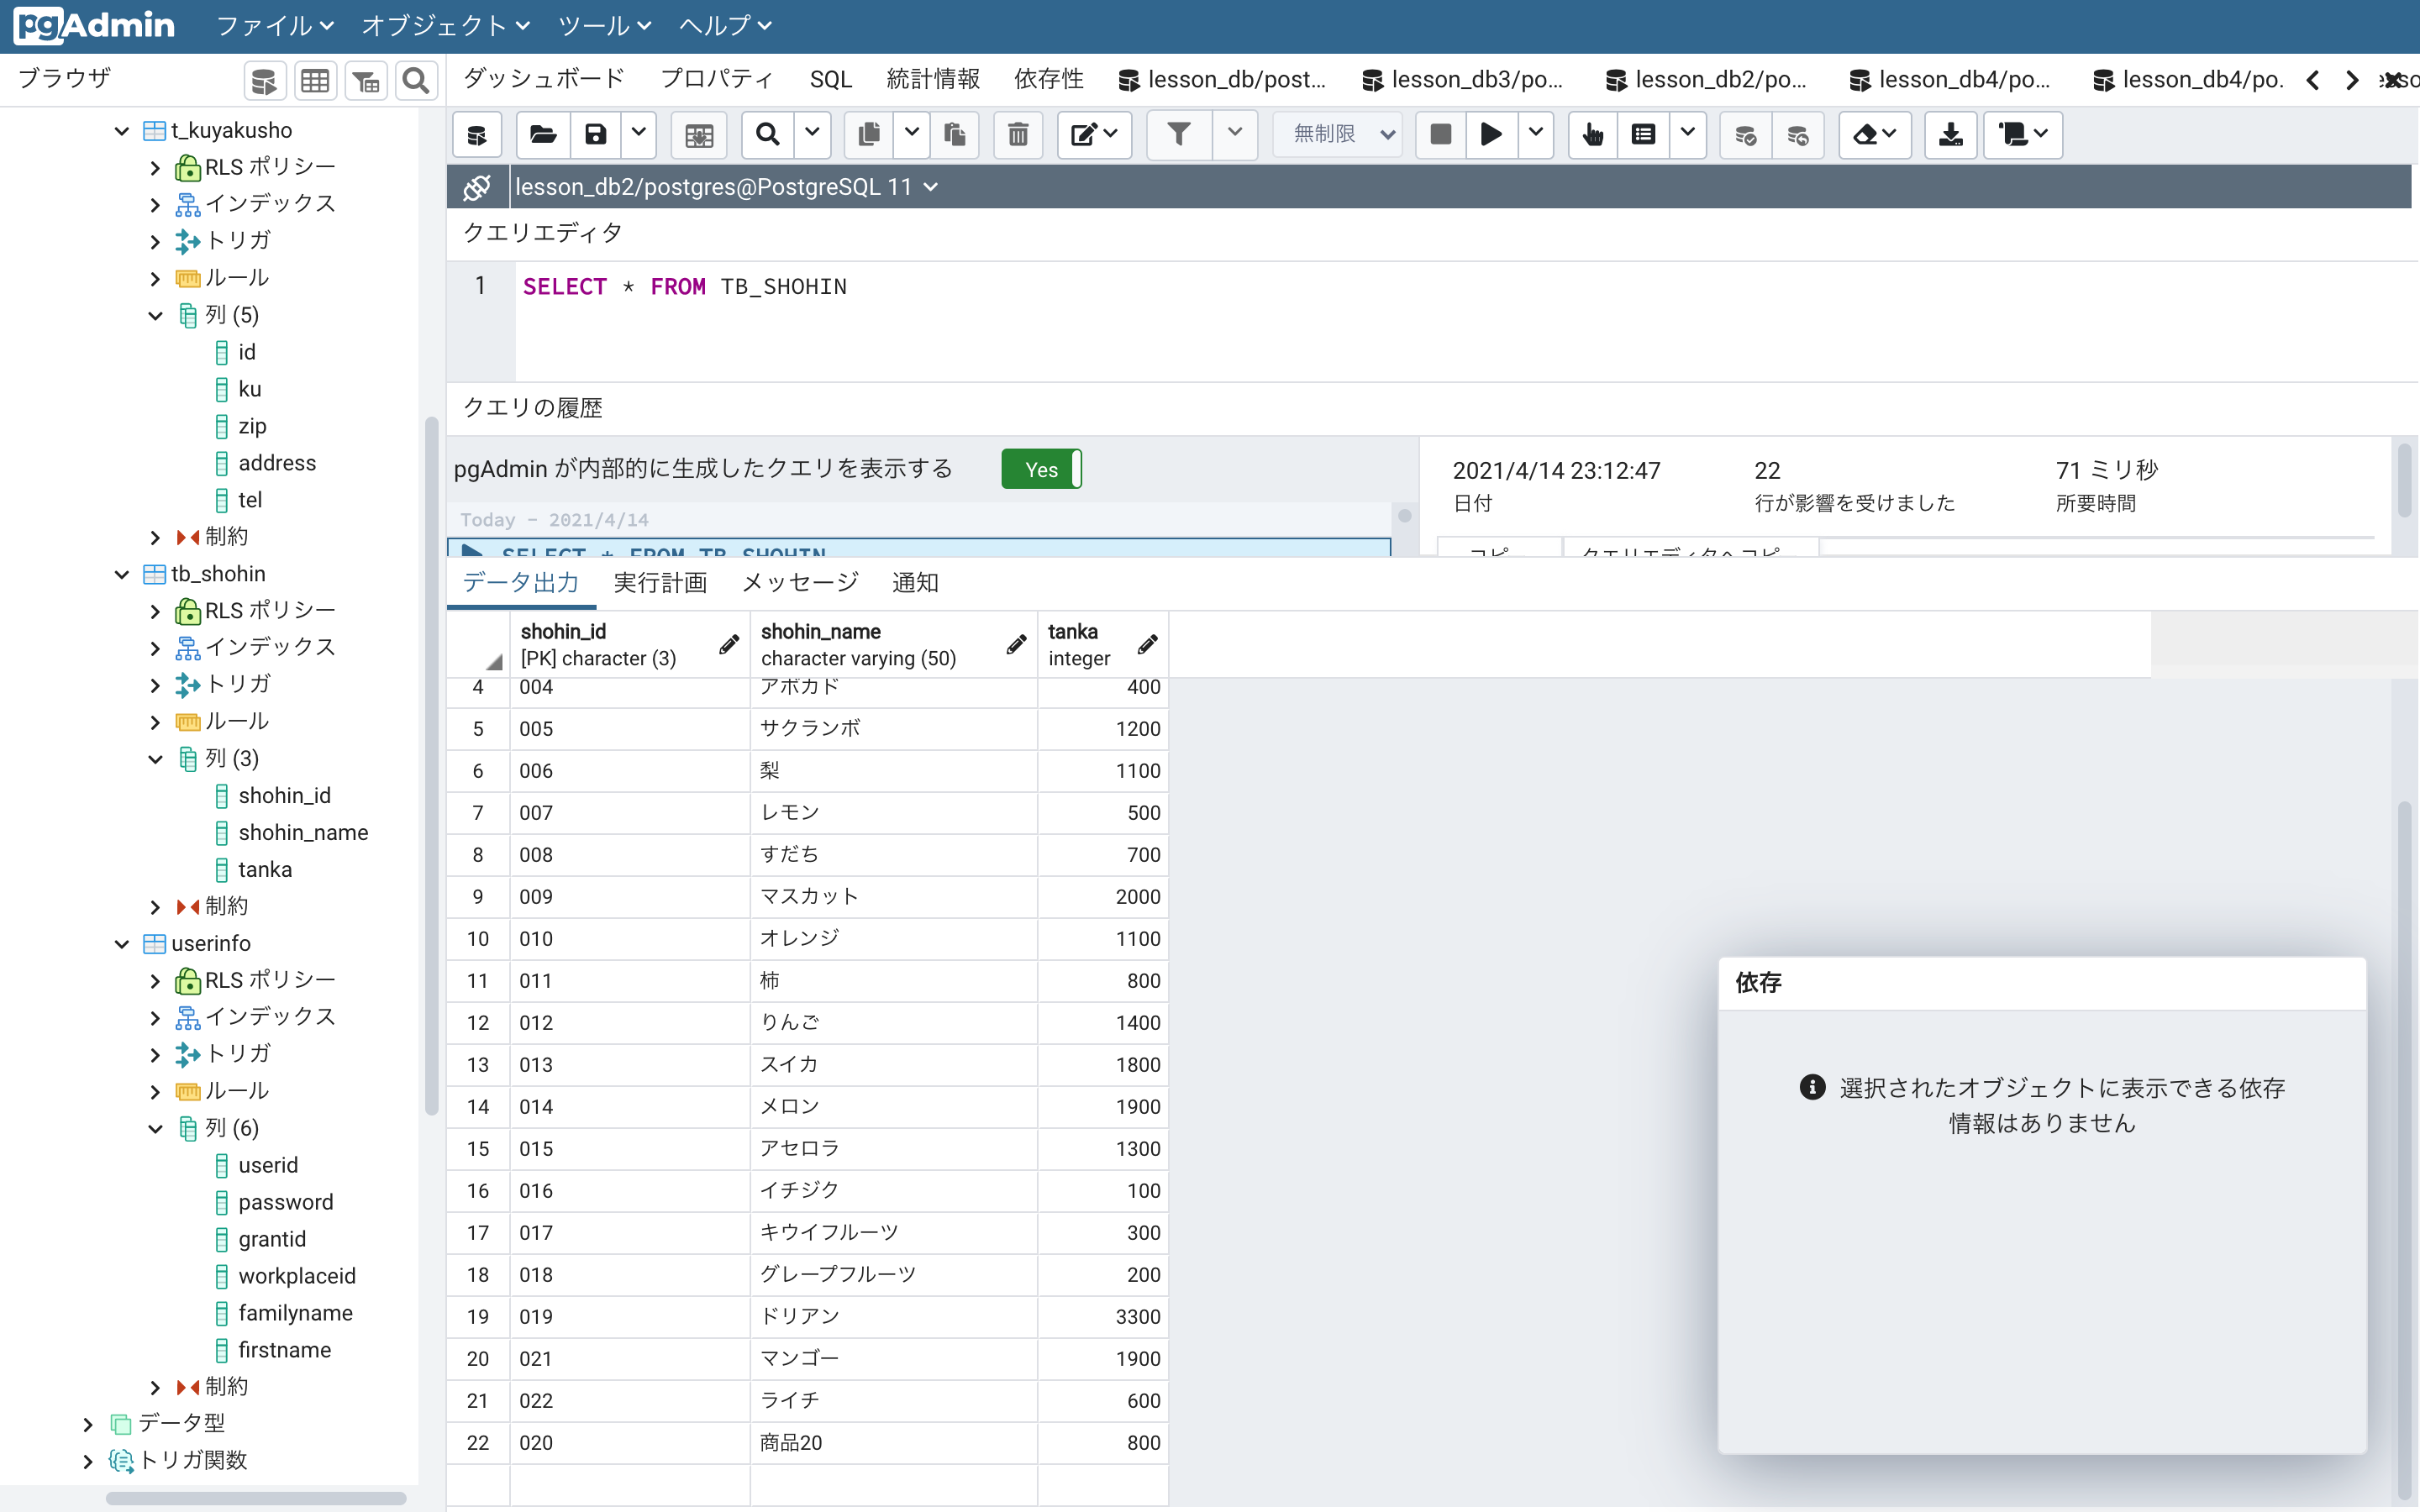 pgAdmin ファイル オブジェクト ツール ヘルプ
ブラウザ
ダッシュボード プロパティ SQL 統計情報 依存性 lesson_db/post... lesson_db3/po... lesson_db2/po... lesson_db4/po... lesson_db4/po.
無制限
lesson_db2/postgres@PostgreSQL 11
クエリエディタ
1 SELECT * FROM TB_SHOHIN
クエリの履歴
pgAdmin が内部的に生成したクエリを表示する Yes
Today - 2021/4/14
SELECT * FROM TB_SHOHIN
2021/4/14 23:12:47 22 71 ミリ秒
日付 行が影響を受けました 所要時間
コピー クエリエディタへコピー
データ出力 実行計画 メッセージ 通知
shohin_id shohin_name tanka
[PK] character (3) character varying (50) integer
4 004 アボカド 400
5 005 サクランボ 1200
6 006 梨 1100
7 007 レモン 500
8 008 すだち 700
9 009 マスカット 2000
10 010 オレンジ 1100
11 011 柿 800
12 012 りんご 1400
13 013 スイカ 1800
14 014 メロン 1900
15 015 アセロラ 1300
16 016 イチジク 100
17 017 キウイフルーツ 300
18 018 グレープフルーツ 200
19 019 ドリアン 3300
20 021 マンゴー 1900
21 022 ライチ 600
22 020 商品20 800
t_kuyakusho
RLS ポリシー
インデックス
トリガ
ルール
列 (5)
id
ku
zip
address
tel
制約
tb_shohin
RLS ポリシー
インデックス
トリガ
ルール
列 (3)
shohin_id
shohin_name
tanka
制約
userinfo
RLS ポリシー
インデックス
トリガ
ルール
列 (6)
userid
password
grantid
workplaceid
familyname
firstname
制約
データ型
トリガ関数
依存
選択されたオブジェクトに表示できる依存
情報はありません